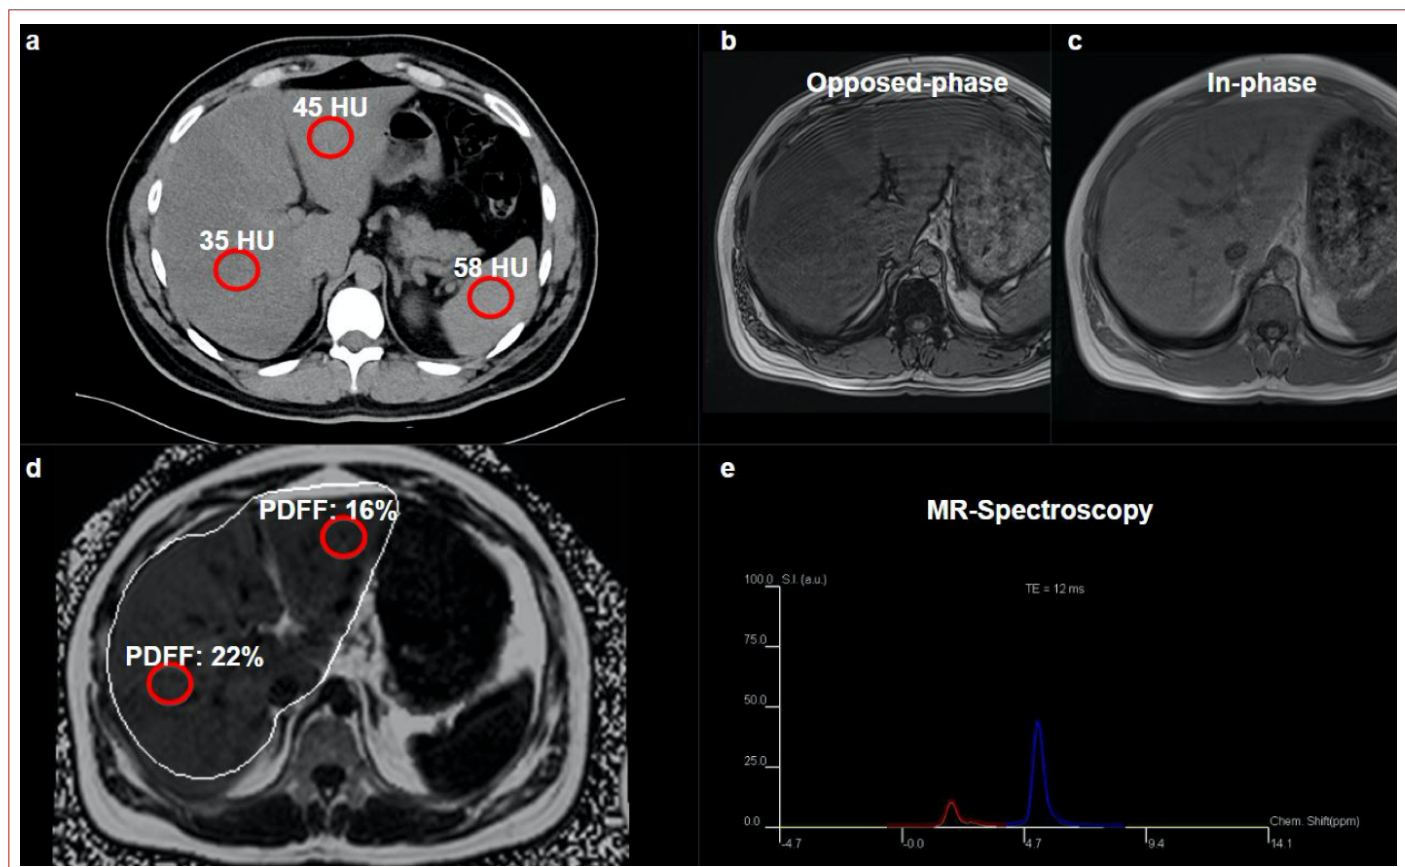 a
45 HU
35 HU
58 HU
b
Opposed-phase
c
In-phase
d
PDFF: 16%
PDFF: 22%
e
MR-Spectroscopy
100.0 S.I. (a.u.)
TE = 12 ms
75.0
50.0
25.0
0.0
Chem. Shift(ppm)
-4.7 -0.0 4.7 9.4 14.1